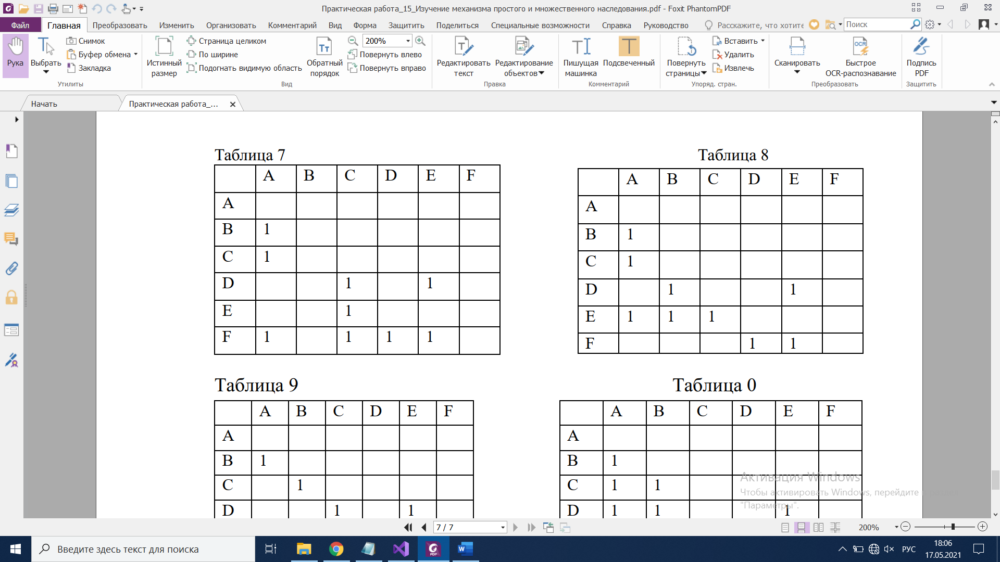 Практическая работа_15_Изучение механизма простого и множественного наследования.pdf - Foxit PhantomPDF
Файл Главная Преобразовать Изменить Организовать Комментарий Вид Форма Защитить Поделиться Специальные возможности Справка Руководство Расскажите, что хотите Поиск
Рука
Выбрать
Снимок
Буфер обмена
Закладка
Утилиты
Истинный размер
Страница целиком
По ширине
Подогнать видимую область
Обратный порядок
200%
Повернуть влево
Повернуть вправо
Вид
Редактировать текст
Редактирование объектов
Правка
Пишущая машинка
Подсвеченный
Комментарий
Повернуть страницы
Вставить
Удалить
Извлечь
Упоряд. стран.
Сканировать
Быстрое OCR-распознавание
Преобразовать
Подпись PDF
Защитить
Начать
Практическая работа_...
Таблица 7
A B C D E F
A
B 1
C 1
D 1 1
E 1
F 1 1 1 1
Таблица 8
A B C D E F
A
B 1
C 1
D 1 1
E 1 1 1
F 1 1
Таблица 9
A B C D E F
A
B 1
C 1
D 1 1
Таблица 0
A B C D E F
A
B 1
C 1 1
D 1 1 1
Активация Windows
Чтобы активировать Windows, перейдите
"Параметры".
7 / 7
200%
Введите здесь текст для поиска
РУС
18:06
17.05.2021